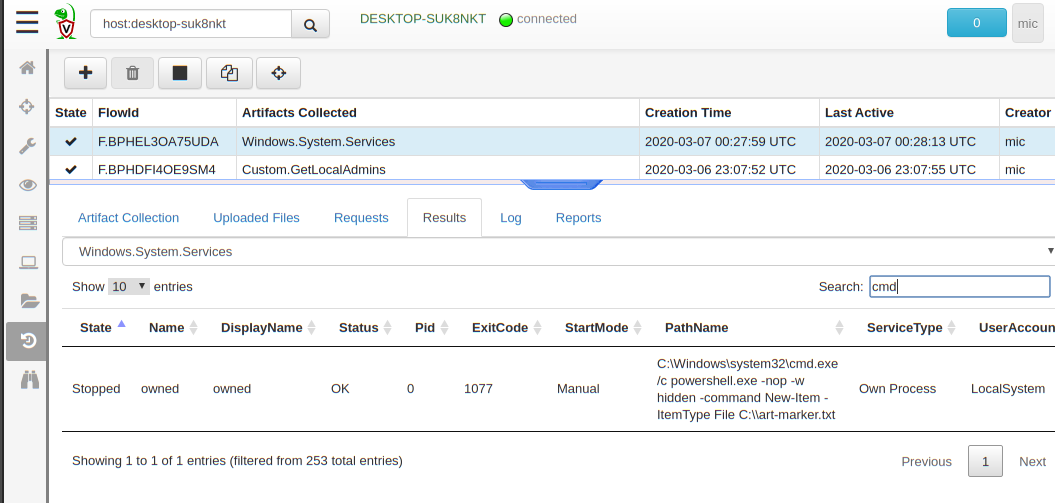 host:desktop-suk8nkt DESKTOP-SUK8NKT connected 0 mic
State FlowId Artifacts Collected Creation Time Last Active Creator
F.BPHEL3OA75UDA Windows.System.Services 2020-03-07 00:27:59 UTC 2020-03-07 00:28:13 UTC mic
F.BPHDFI4OE9SM4 Custom.GetLocalAdmins 2020-03-06 23:07:52 UTC 2020-03-06 23:07:55 UTC mic
Artifact Collection Uploaded Files Requests Results Log Reports
Windows.System.Services
Show 10 entries Search: cmd
State Name DisplayName Status Pid ExitCode StartMode PathName ServiceType UserAccoun
Stopped owned owned OK 0 1077 Manual C:\Windows\system32\cmd.exe
/c powershell.exe -nop -w
hidden -command New-Item -
ItemType File C:\\art-marker.txt
Own Process LocalSystem
Showing 1 to 1 of 1 entries (filtered from 253 total entries) Previous 1 Next